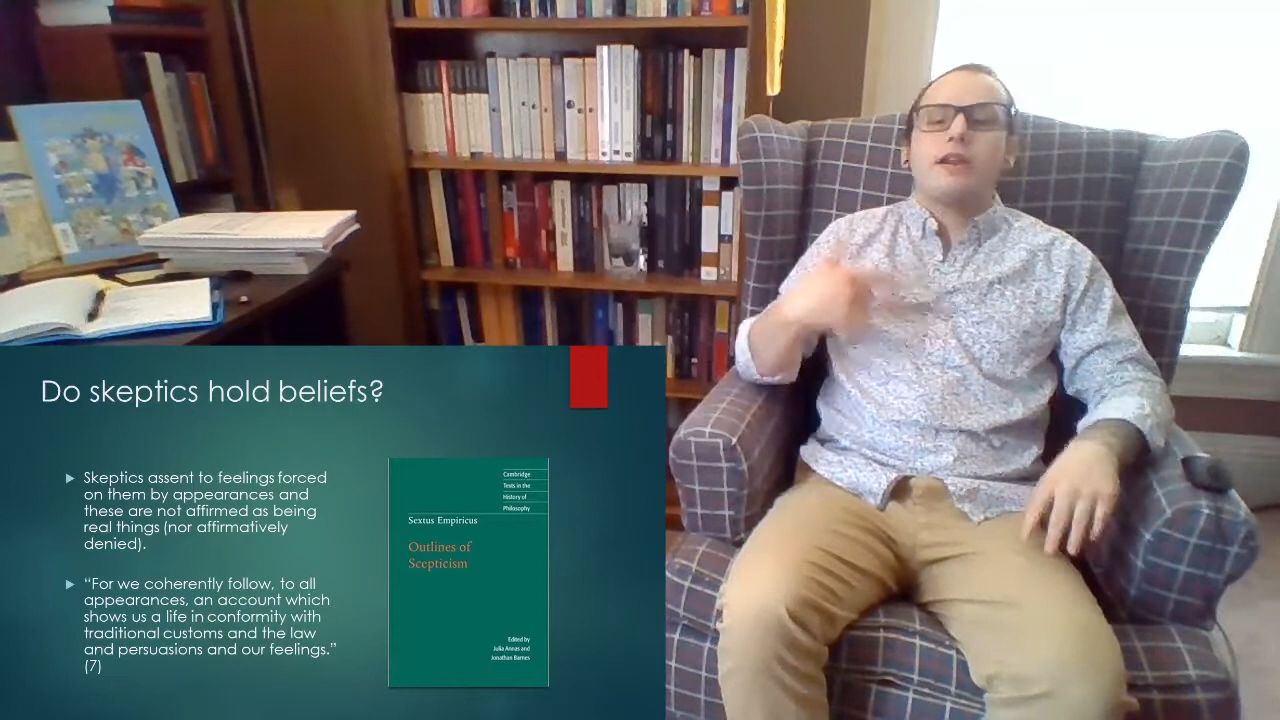 Do skeptics hold beliefs?
Skeptics assent to feelings forced
on them by appearances and
these are not affirmed as being
real things (nor affirmatively
denied).
“For we coherently follow, to all
appearances, an account which
shows us a life in conformity with
traditional customs and the law
and persuasions and our feelings.”
(7)
Cambridge
Texts in the
History of
Philosophy
Sextus Empiricus
Outlines of
Scepticism
Edited by
Julia Annas and
Jonathan Barnes